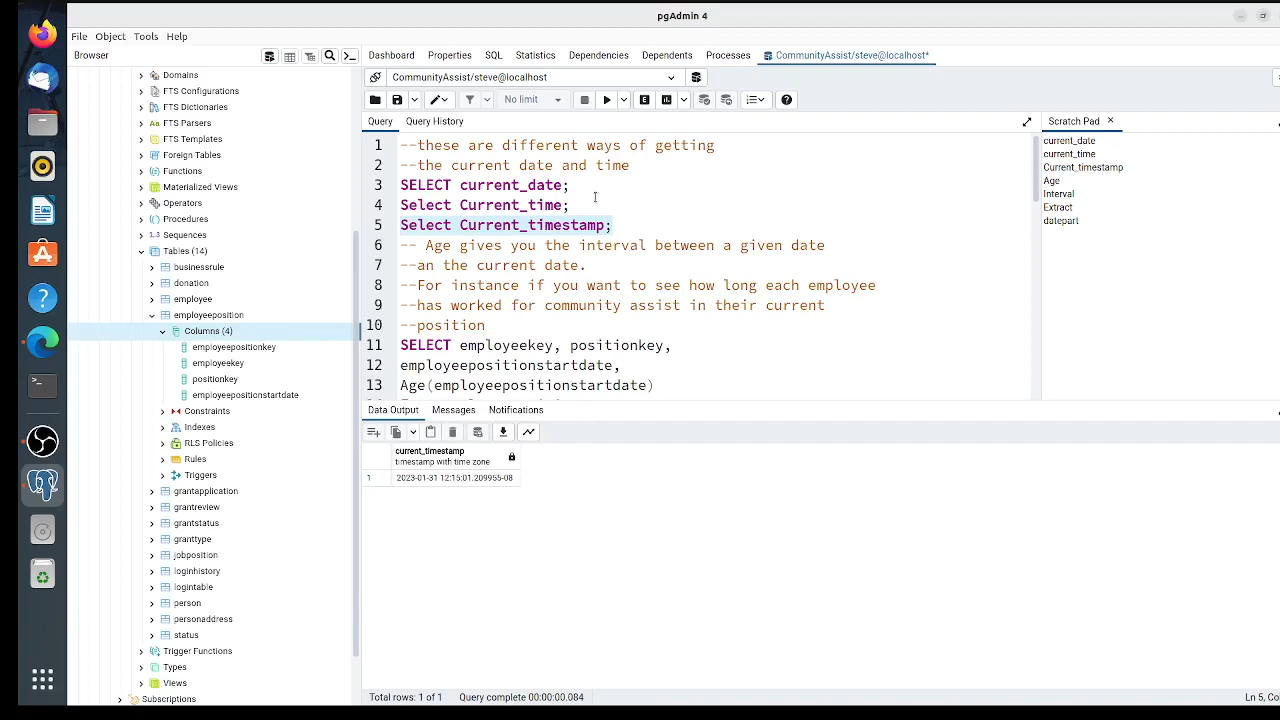 pgAdmin 4
File Object Tools Help
Browser
Dashboard Properties SQL Statistics Dependencies Dependents Processes CommunityAssist/steve@localhost*
Domains
FTS Configurations
FTS Dictionaries
FTS Parsers
FTS Templates
Foreign Tables
Functions
Materialized Views
Operators
Procedures
Sequences
Tables (14)
businessrule
donation
employee
employeeposition
Columns (4)
employeepositionkey
employeekey
positionkey
employeepositionstartdate
Constraints
Indexes
RLS Policies
Rules
Triggers
grantapplication
grantreview
grantstatus
granttype
jobposition
loginhistory
logintable
person
personaddress
status
Trigger Functions
Types
Views
Subscriptions
CommunityAssist/steve@localhost
No limit
Query Query History
1 --these are different ways of getting
2 --the current date and time
3 SELECT current_date;
4 Select Current_time;
5 Select Current_timestamp;
6 -- Age gives you the interval between a given date
7 --an the current date.
8 --For instance if you want to see how long each employee
9 --has worked for community assist in their current
10 --position
11 SELECT employeekey, positionkey,
12 employeepositionstartdate,
13 Age(employeepositionstartdate)
Scratch Pad
current_date
current_time
Current_timestamp
Age
Interval
Extract
datepart
Data Output Messages Notifications
current_timestamp
timestamp with time zone
1 2023-01-31 12:15:01.209955-08
Total rows: 1 of 1 Query complete 00:00:00.084
Ln 5, Co